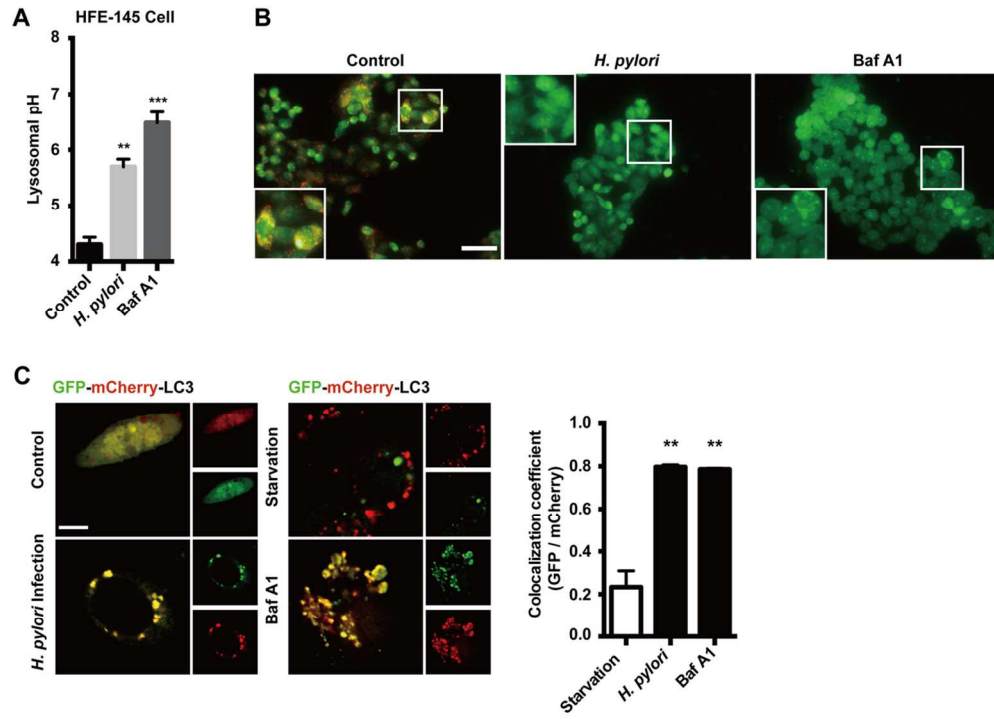 A
HFE-145 Cell
Lysosomal pH
8
7
6
5
4
**
***
Control
H. pylori
Baf A1
B
Control
H. pylori
Baf A1
C
GFP-mCherry-LC3
GFP-mCherry-LC3
Control
Starvation
H. pylori Infection
Baf A1
Colocalization coefficient
(GFP / mCherry)
1.0
0.8
0.6
0.4
0.2
0.0
**
**
Starvation
H. pylori
Baf A1